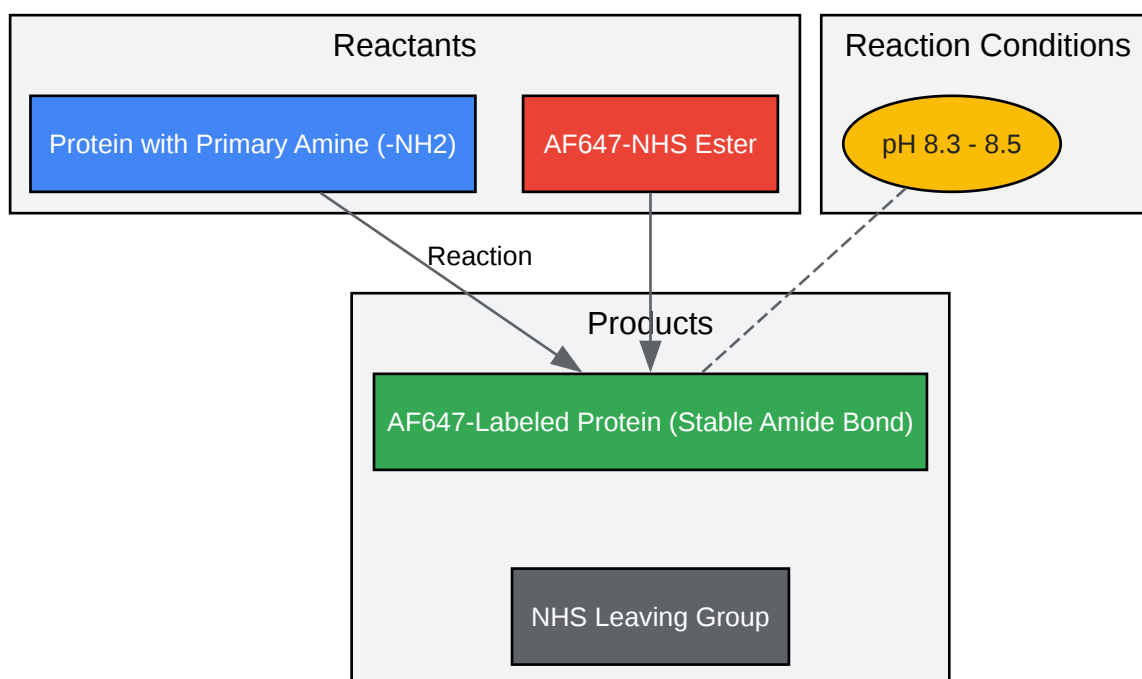 Reactants
Reaction Conditions
Protein with Primary Amine (-NH2)
AF647-NHS Ester
pH 8.3 - 8.5
Reaction
Products
AF647-Labeled Protein (Stable Amide Bond)
NHS Leaving Group